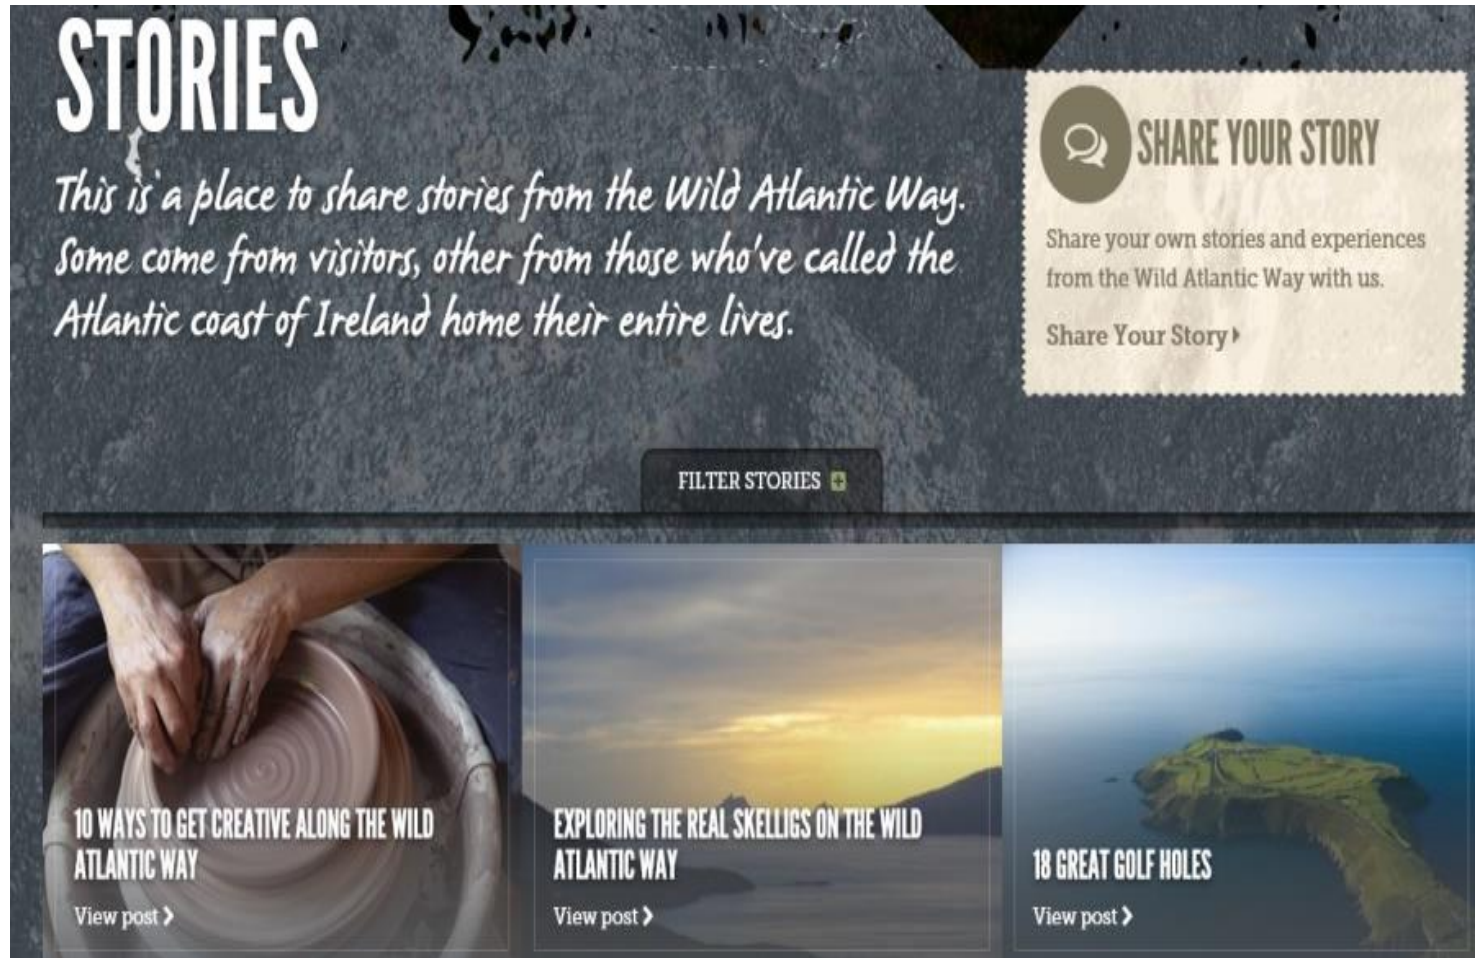 STORIES
This is a place to share stories from the Wild Atlantic Way.
Some come from visitors, other from those who've called the
Atlantic coast of Ireland home their entire lives.
SHARE YOUR STORY
Share your own stories and experiences
from the Wild Atlantic Way with us.
Share Your Story
FILTER STORIES
10 WAYS TO GET CREATIVE ALONG THE WILD
ATLANTIC WAY
View post
EXPLORING THE REAL SKELLIGS ON THE WILD
ATLANTIC WAY
View post
18 GREAT GOLF HOLES
View post